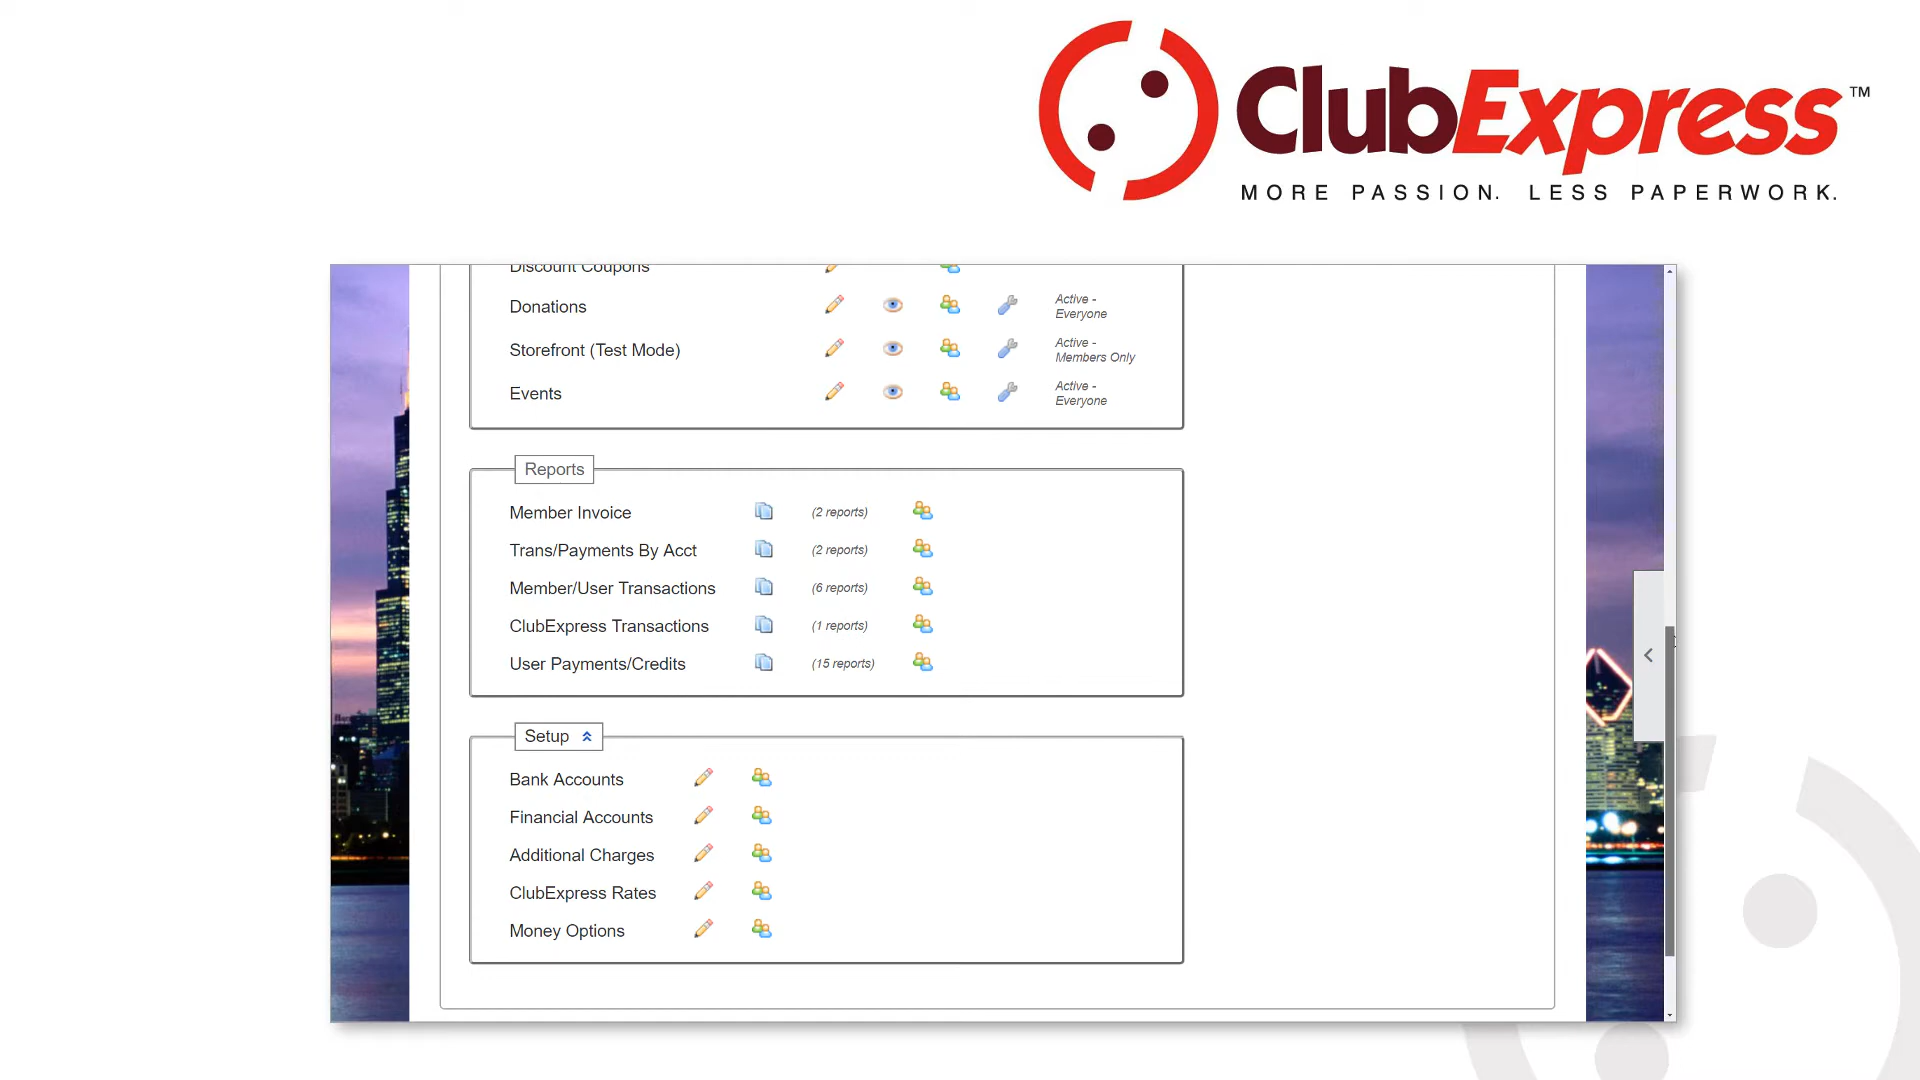 ClubExpress™
MORE PASSION. LESS PAPERWORK.
Discount Coupons
Donations Active -
Everyone
Storefront (Test Mode) Active -
Members Only
Events Active -
Everyone
Reports
Member Invoice (2 reports)
Trans/Payments By Acct (2 reports)
Member/User Transactions (6 reports)
ClubExpress Transactions (1 reports)
User Payments/Credits (15 reports)
Setup
Bank Accounts
Financial Accounts
Additional Charges
ClubExpress Rates
Money Options